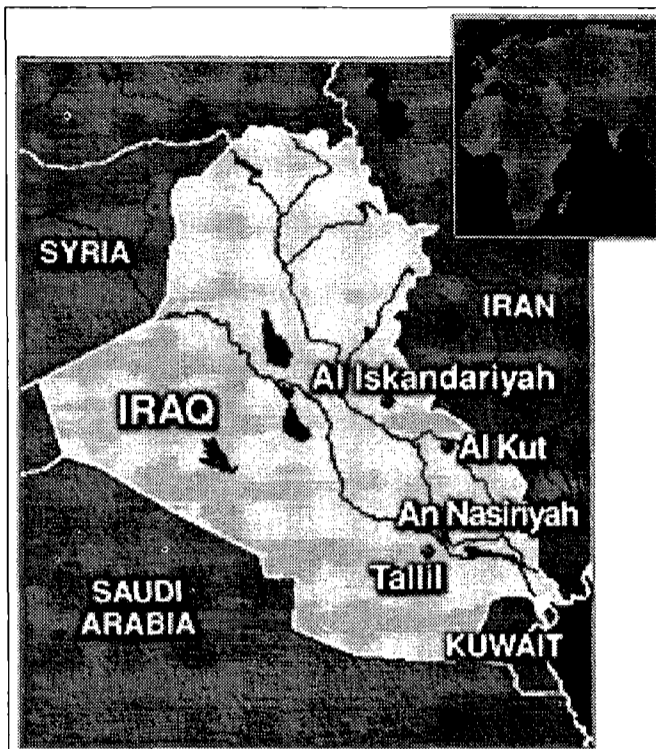 SYRIA
IRAN
Al Iskandariyah
IRAQ
Al Kut
An Nasiriyah
Tallil
SAUDI
ARABIA
KUWAIT